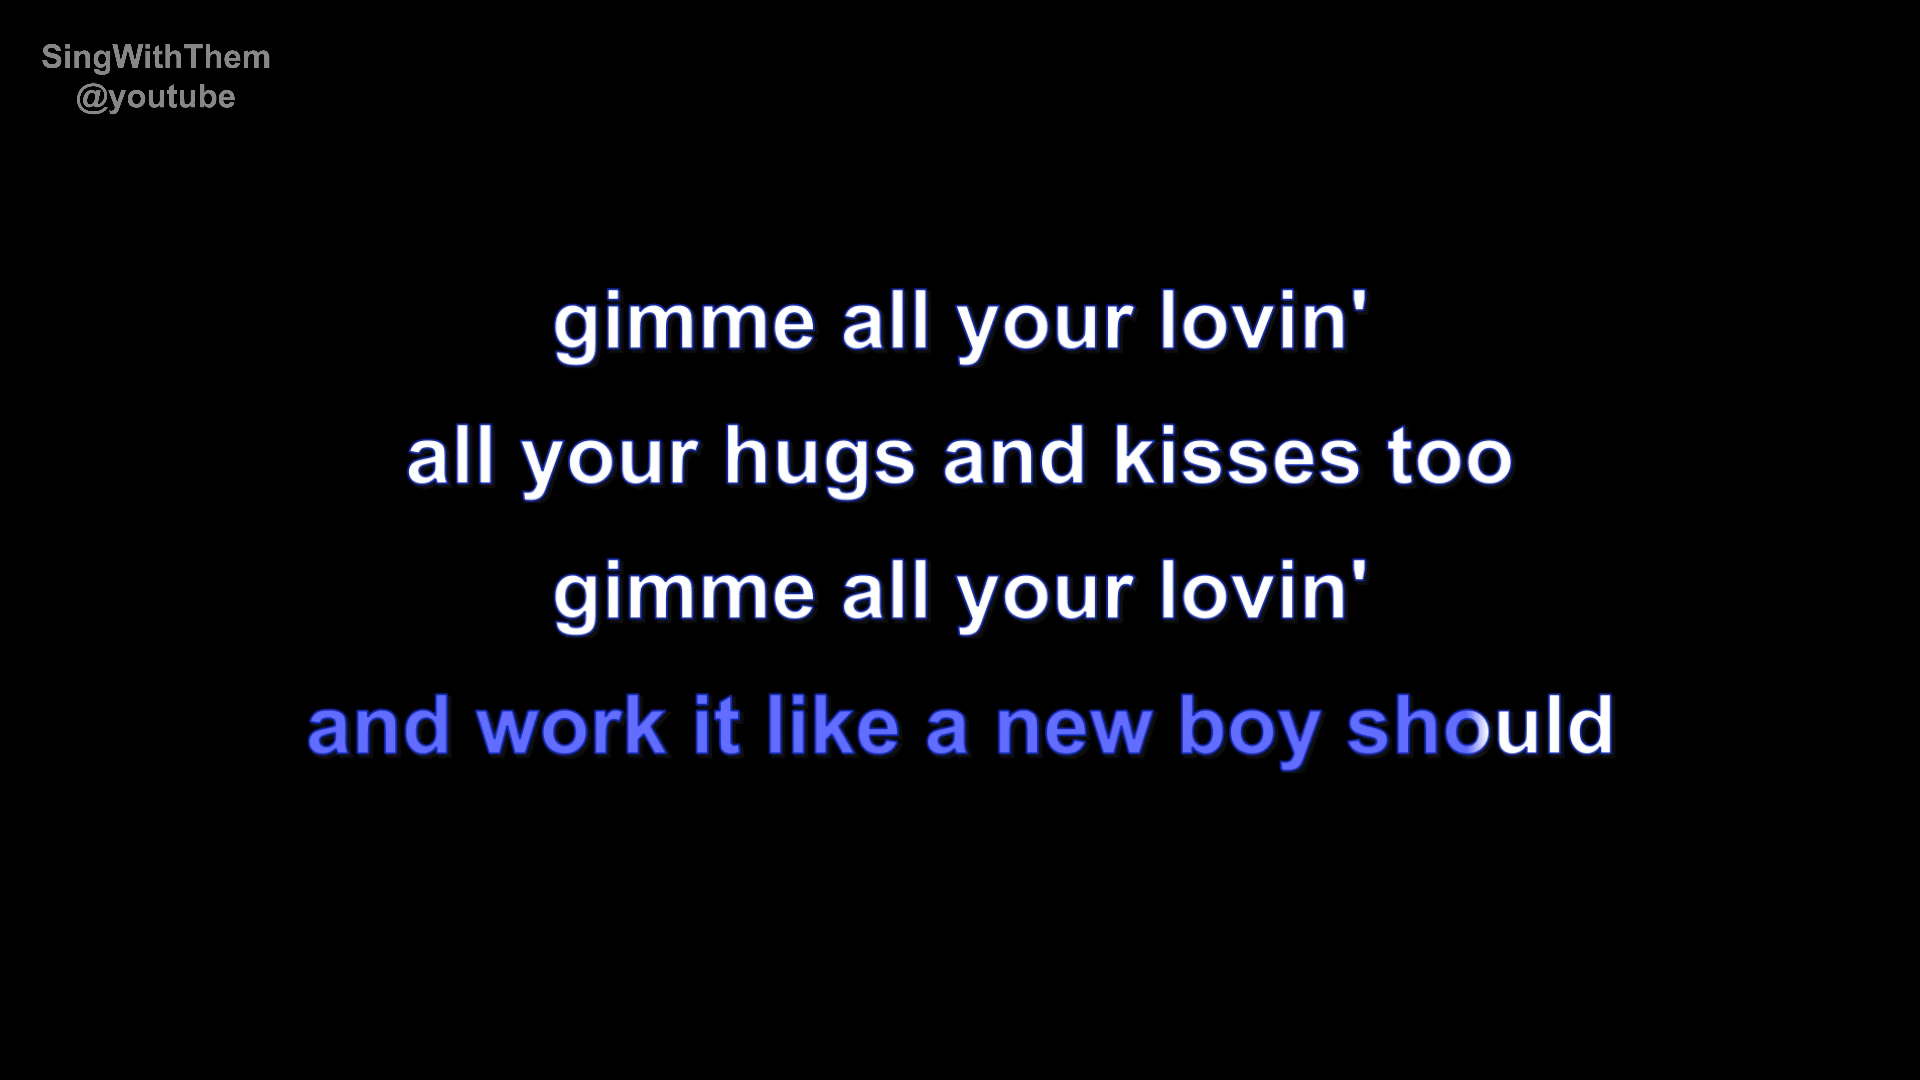 SingWithThem
@youtube
gimme all your lovin'
all your hugs and kisses too
gimme all your lovin'
and work it like a new boy should